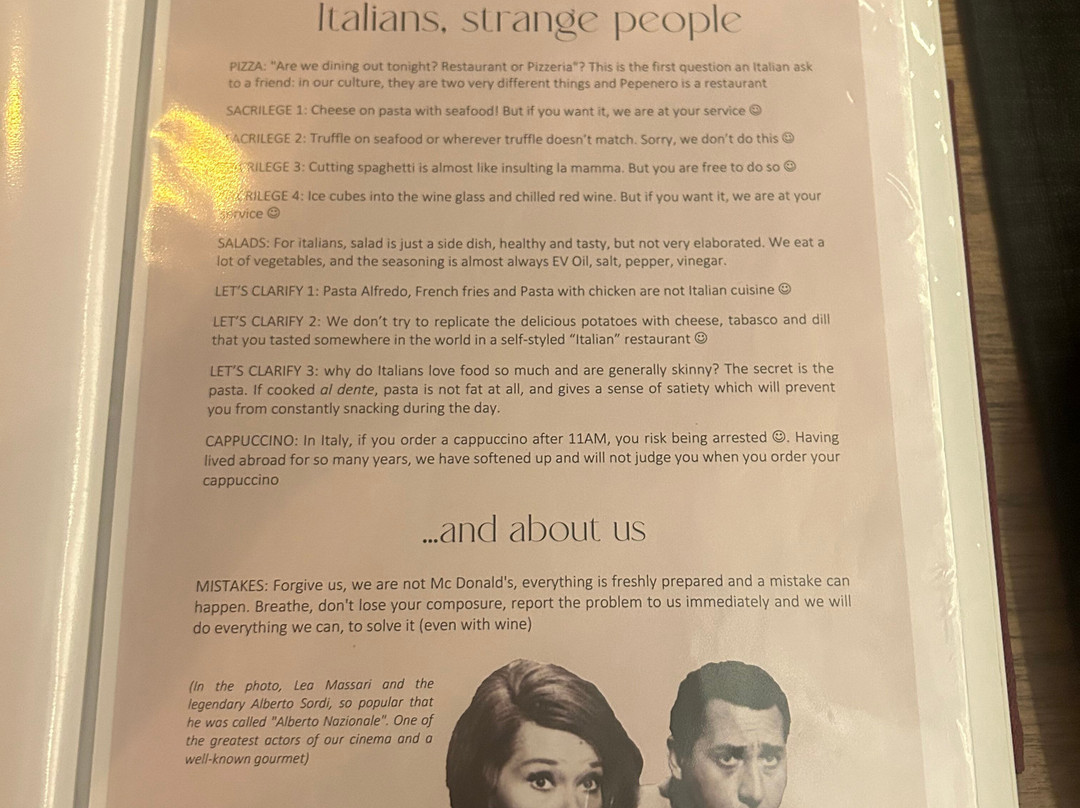 Italians, strange people
PIZZA: "Are we dining out tonight? Restaurant or Pizzeria"? This is the first question an Italian ask
to a friend: in our culture, they are two very different things and Pepenero is a restaurant
SACRILEGE 1: Cheese on pasta with seafood! But if you want it, we are at your service ☺
SACRILEGE 2: Truffle on seafood or wherever truffle doesn't match. Sorry, we don't do this ☺
SACRILEGE 3: Cutting spaghetti is almost like insulting la mamma. But you are free to do so ☺
SACRILEGE 4: Ice cubes into the wine glass and chilled red wine. But if you want it, we are at your
service ☺
SALADS: For italians, salad is just a side dish, healthy and tasty, but not very elaborated. We eat a
lot of vegetables, and the seasoning is almost always EV Oil, salt, pepper, vinegar.
LET'S CLARIFY 1: Pasta Alfredo, French fries and Pasta with chicken are not Italian cuisine ☺
LET'S CLARIFY 2: We don't try to replicate the delicious potatoes with cheese, tabasco and dill
that you tasted somewhere in the world in a self-styled "Italian" restaurant ☺
LET'S CLARIFY 3: why do Italians love food so much and are generally skinny? The secret is the
pasta. If cooked al dente, pasta is not fat at all, and gives a sense of satiety which will prevent
you from constantly snacking during the day.
CAPPUCCINO: In Italy, if you order a cappuccino after 11AM, you risk being arrested ☺. Having
lived abroad for so many years, we have softened up and will not judge you when you order your
cappuccino
...and about us
MISTAKES: Forgive us, we are not Mc Donald's, everything is freshly prepared and a mistake can
happen. Breathe, don't lose your composure, report the problem to us immediately and we will
do everything we can, to solve it (even with wine)
(In the photo, Lea Massari and the
legendary Alberto Sordi, so popular that
he was called "Alberto Nazionale". One of
the greatest actors of our cinema and a
well-known gourmet)